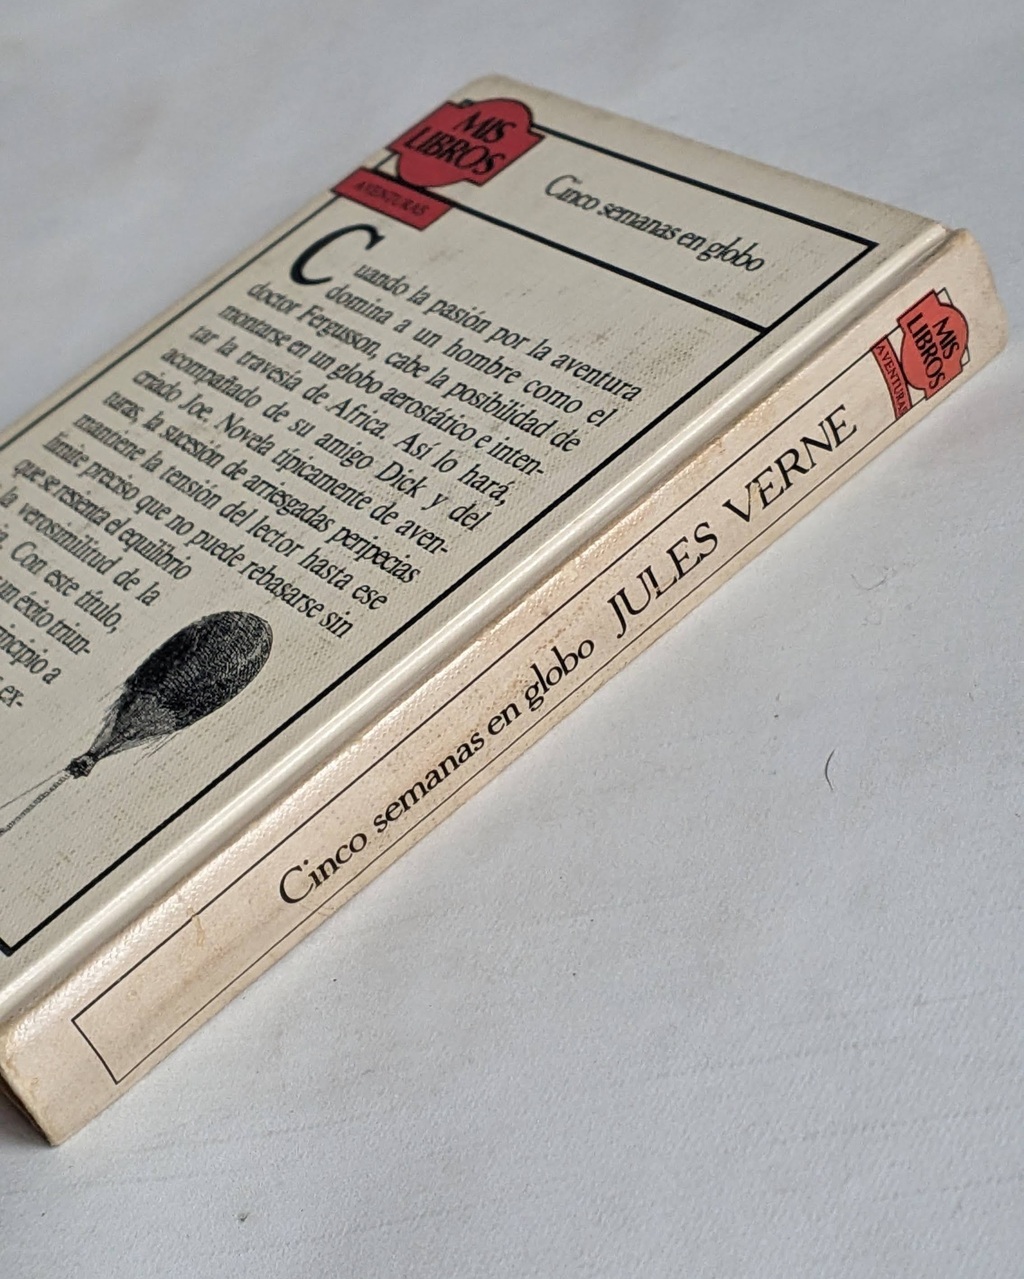 MIS
LIBROS
AVENTURAS
Cinco semanas en globo
Cuando la pasión por la aventura
domina a un hombre como el
doctor Fergusson, cabe la posibilidad de
montarse en un globo aerostático e inten-
tar la travesía de Africa. Así lo hará,
acompañado de su amigo Dick y del
criado Joe. Novela típicamente de aven-
turas, la sucesión de arriesgadas peripecias
mantiene la tensión del lector hasta ese
límite preciso que no puede rebasarse sin
que se resienta el equilibrio
la verosimilitud de la
Con este título,
un éxito triun-
a
ex-
Cinco semanas en globo JULES VERNE
AVENTURAS
MIS
LIBROS